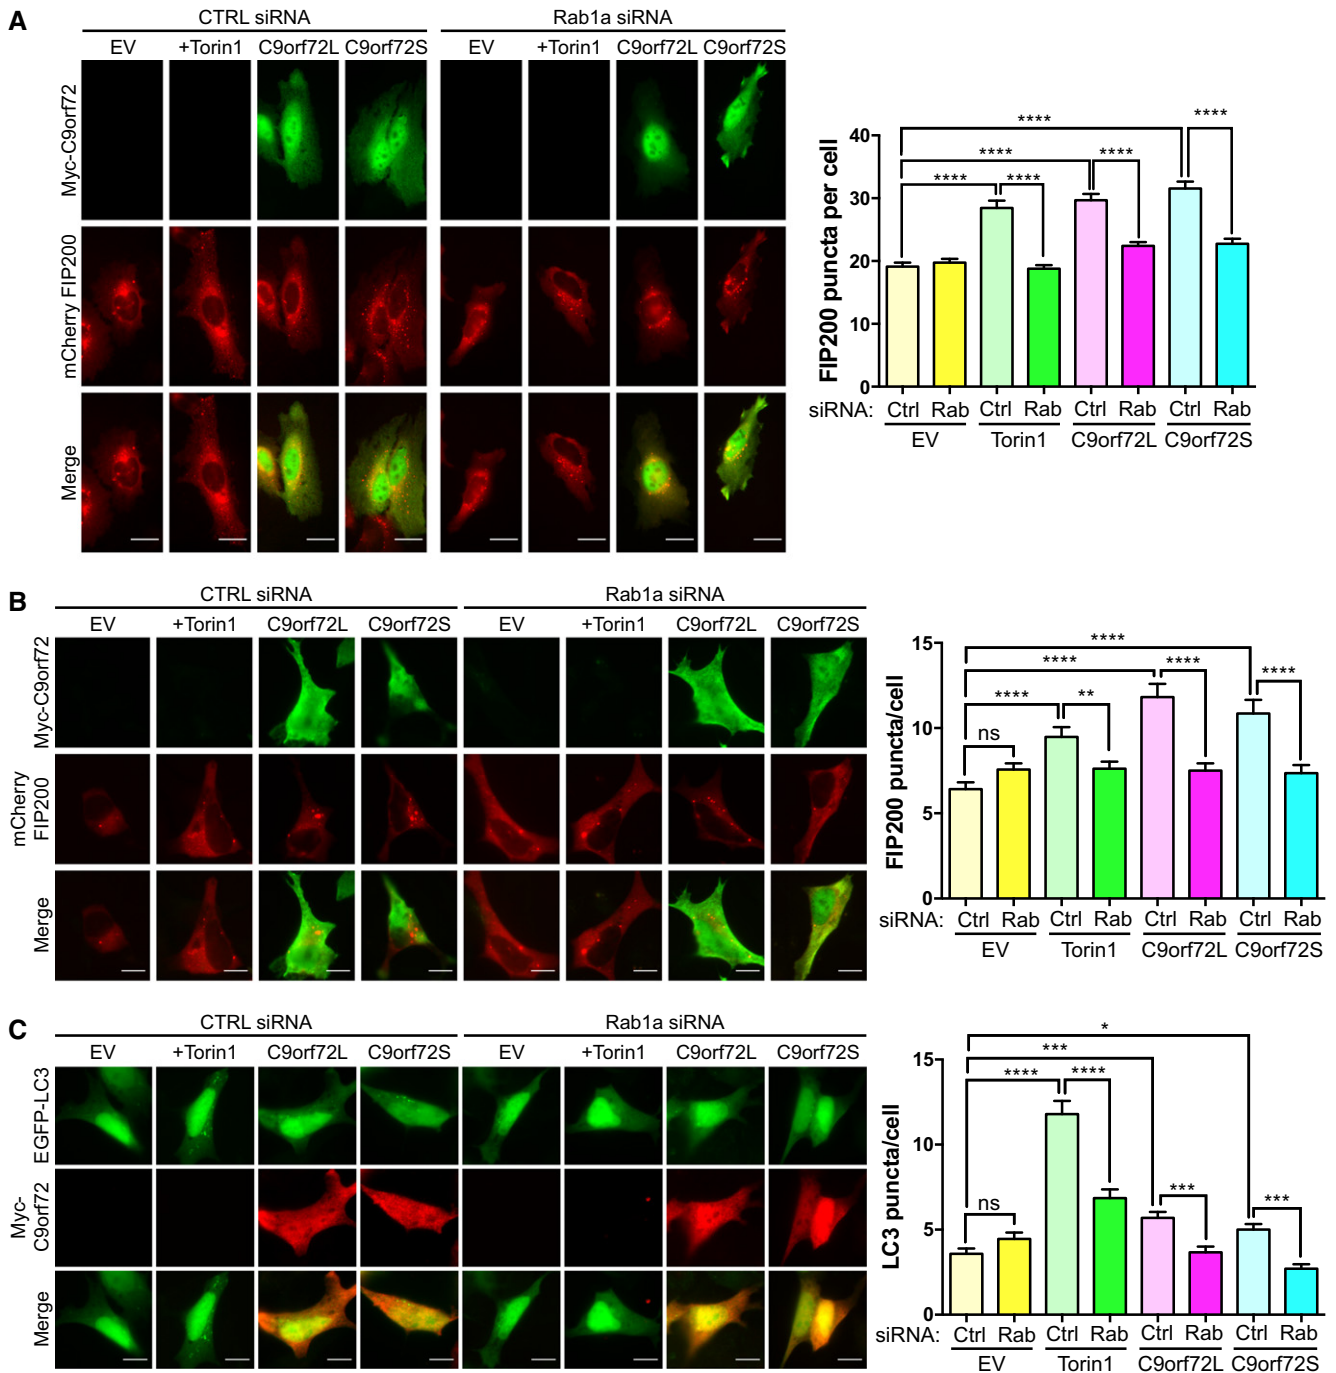 A
CTRL siRNA
Rab1a siRNA
EV +Torin1 C9orf72L C9orf72S EV +Torin1 C9orf72L C9orf72S
Myc-C9orf72
mCherry FIP200
Merge
FIP200 puncta per cell
40
30
20
10
0
****
****
****
****
****
****
siRNA: Ctrl Rab Ctrl Rab Ctrl Rab Ctrl Rab
EV Torin1 C9orf72L C9orf72S
B
CTRL siRNA
Rab1a siRNA
EV +Torin1 C9orf72L C9orf72S EV +Torin1 C9orf72L C9orf72S
Myc-C9orf72
mCherry
FIP200
Merge
FIP200 puncta/cell
15
10
5
0
****
****
****
****
****
**
ns
siRNA: Ctrl Rab Ctrl Rab Ctrl Rab Ctrl Rab
EV Torin1 C9orf72L C9orf72S
C
CTRL siRNA
Rab1a siRNA
EV +Torin1 C9orf72L C9orf72S EV +Torin1 C9orf72L C9orf72S
EGFP-LC3
Myc-
C9orf72
Merge
LC3 puncta/cell
15
10
5
0
*
***
****
****
***
***
ns
siRNA: Ctrl Rab Ctrl Rab Ctrl Rab Ctrl Rab
EV Torin1 C9orf72L C9orf72S